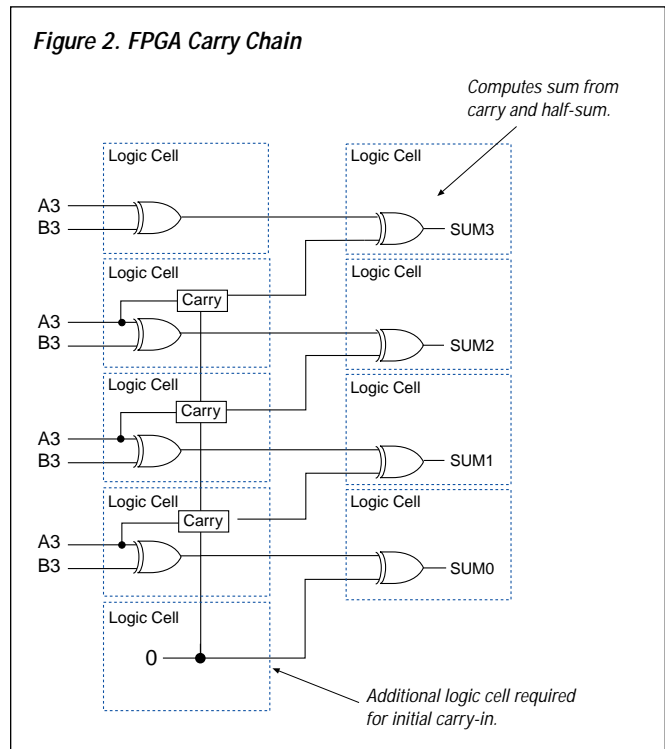 Figure 2. FPGA Carry Chain
Computes sum from
carry and half-sum.
Logic Cell
Logic Cell
A3
B3
SUM3
Logic Cell
Logic Cell
Carry
A3
B3
SUM2
Logic Cell
Logic Cell
Carry
A3
B3
SUM1
Logic Cell
Logic Cell
Carry
A3
B3
SUM0
Logic Cell
0
Additional logic cell required
for initial carry-in.